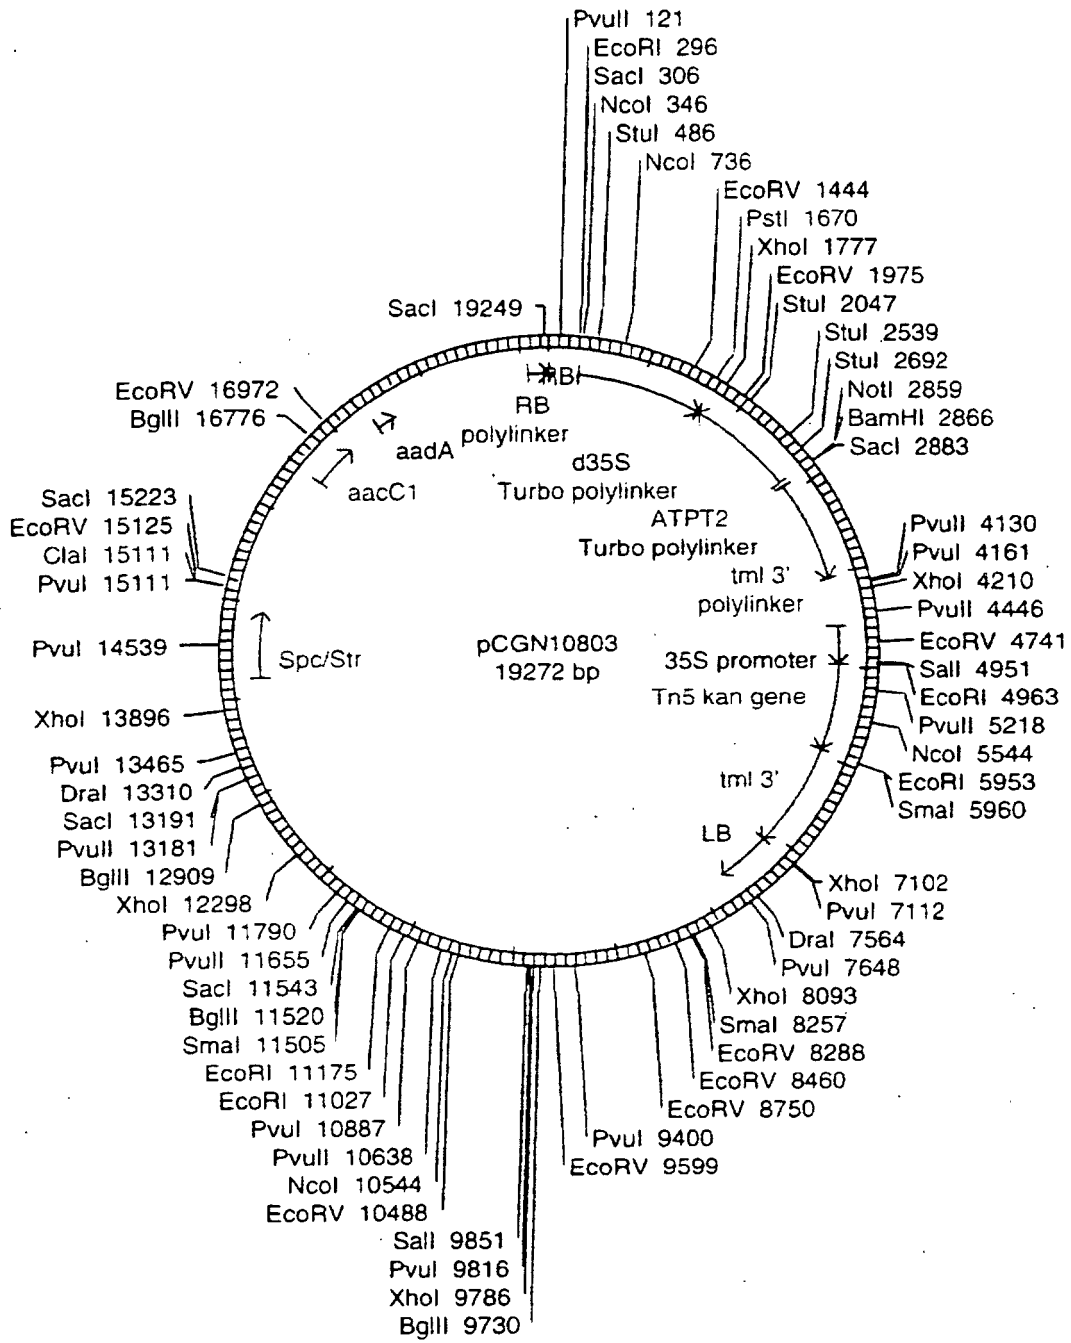 PvuII 121
EcoRI 296
SacI 306
NcoI 346
StuI 486
NcoI 736
EcoRV 1444
PstI 1670
XhoI 1777
EcoRV 1975
StuI 2047
StuI 2539
StuI 2692
NotI 2859
BamHI 2866
SacI 2883
PvuII 4130
PvuI 4161
XhoI 4210
PvuII 4446
EcoRV 4741
SalI 4951
EcoRI 4963
PvuII 5218
NcoI 5544
EcoRI 5953
SmaI 5960
XhoI 7102
PvuI 7112
DraI 7564
PvuI 7648
XhoI 8093
SmaI 8257
EcoRV 8288
EcoRV 8460
EcoRV 8750
PvuI 9400
EcoRV 9599
BglII 9730
XhoI 9786
PvuI 9816
SalI 9851
EcoRV 10488
NcoI 10544
PvuII 10638
PvuI 10887
EcoRI 11027
EcoRI 11175
SmaI 11505
BglII 11520
SacI 11543
PvuII 11655
PvuI 11790
XhoI 12298
BglII 12909
PvuII 13181
SacI 13191
DraI 13310
PvuI 13465
XhoI 13896
PvuI 14539
PvuI 15111
ClaI 15111
EcoRV 15125
SacI 15223
BglII 16776
EcoRV 16972
SacI 19249
RB
polylinker
d35S
Turbo polylinker
ATPT2
Turbo polylinker
tml 3'
polylinker
35S promoter
Tn5 kan gene
tml 3'
LB
Spc/Str
aacC1
aadA
pCGN10803
19272 bp